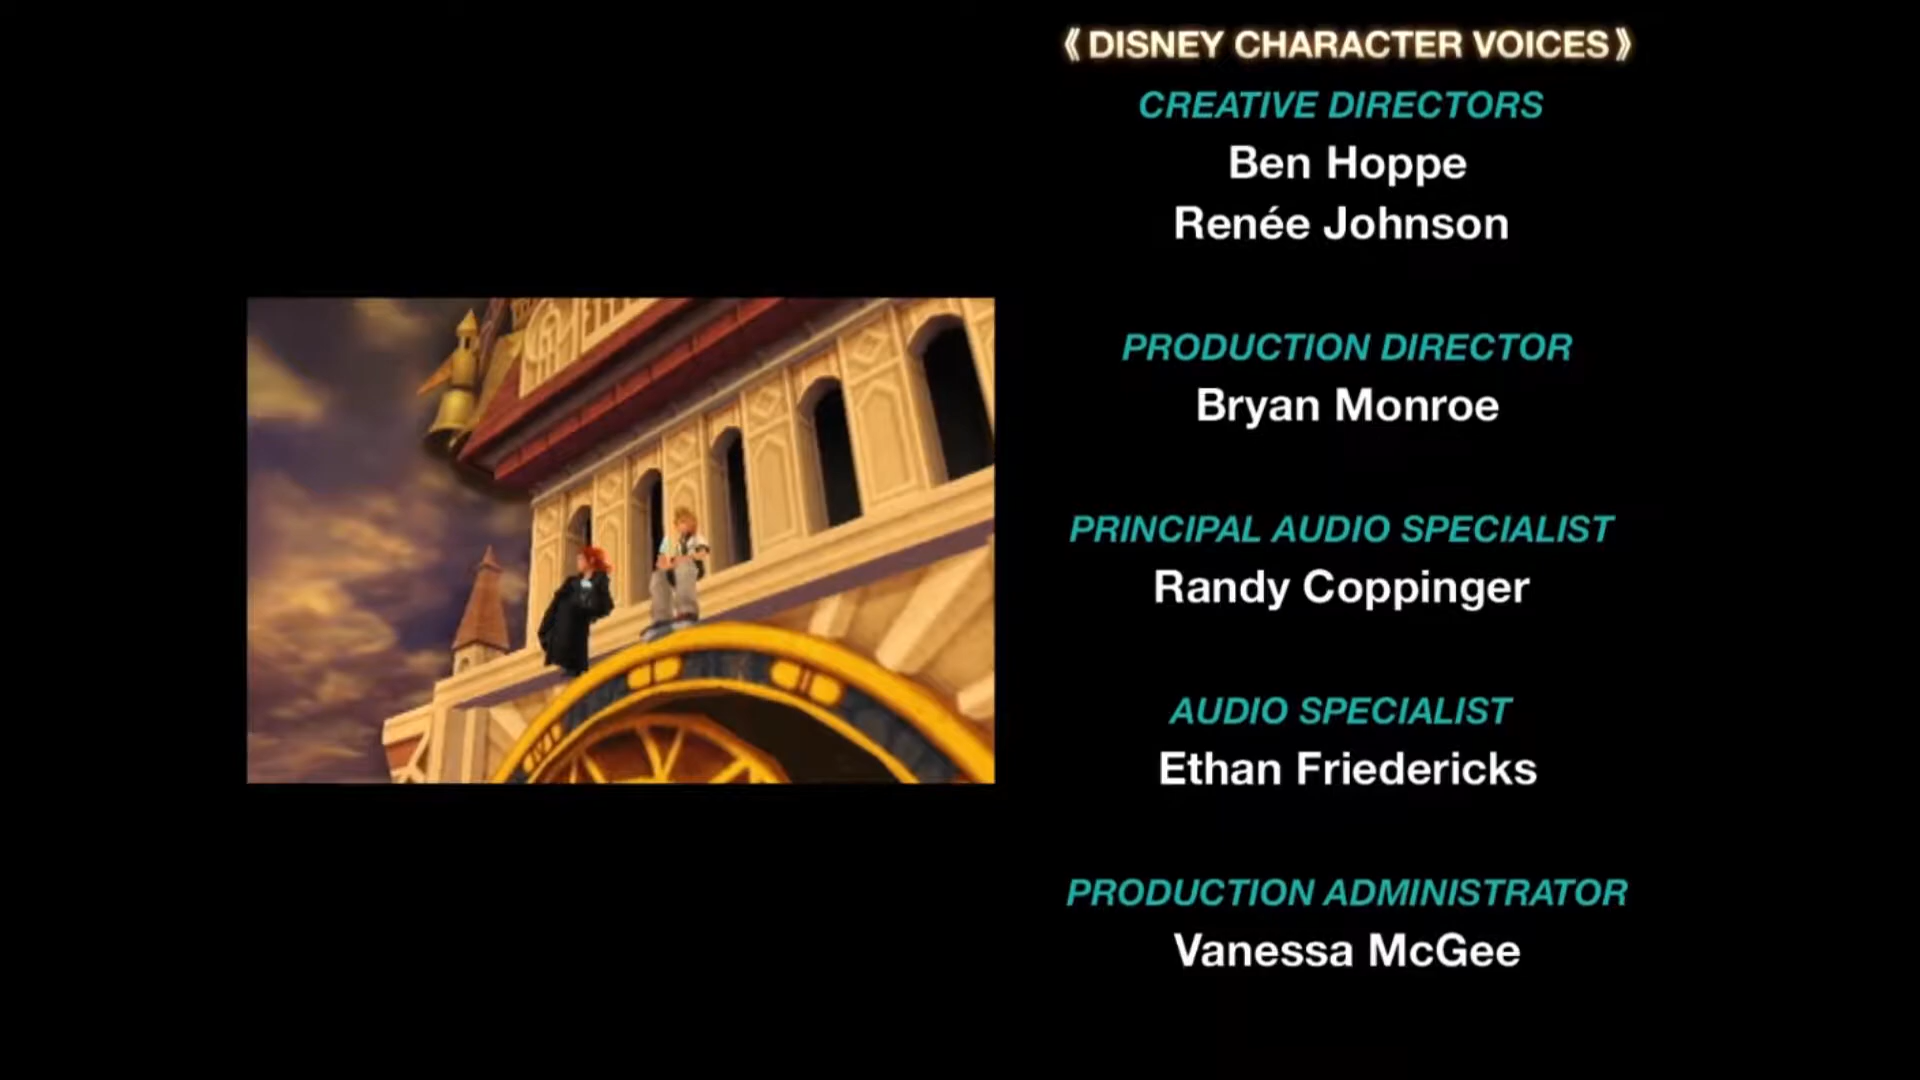 《DISNEY CHARACTER VOICES》
CREATIVE DIRECTORS
Ben Hoppe
Renée Johnson
PRODUCTION DIRECTOR
Bryan Monroe
PRINCIPAL AUDIO SPECIALIST
Randy Coppinger
AUDIO SPECIALIST
Ethan Friedericks
PRODUCTION ADMINISTRATOR
Vanessa McGee